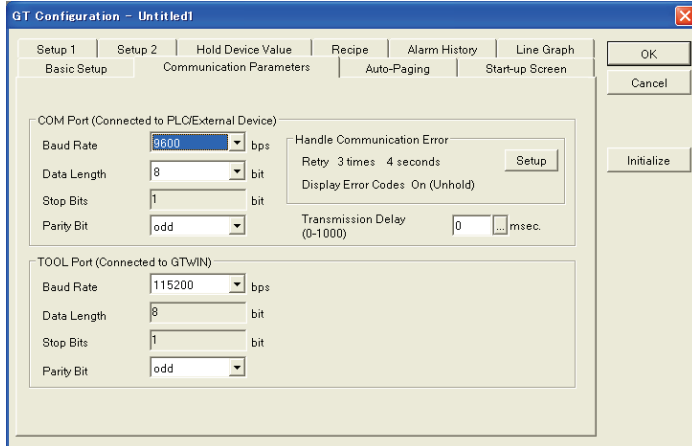 GT Configuration - Untitled1
Setup 1 Setup 2 Hold Device Value Recipe Alarm History Line Graph
Basic Setup Communication Parameters Auto-Paging Start-up Screen
OK
Cancel
Initialize
COM Port (Connected to PLC/External Device)
Baud Rate 9600 bps
Data Length 8 bit
Stop Bits 1 bit
Parity Bit odd
Handle Communication Error
Retry 3 times 4 seconds Setup
Display Error Codes On (Unhold)
Transmission Delay
(0-1000) 0 ... msec.
TOOL Port (Connected to GTWIN)
Baud Rate 115200 bps
Data Length 8 bit
Stop Bits 1 bit
Parity Bit odd